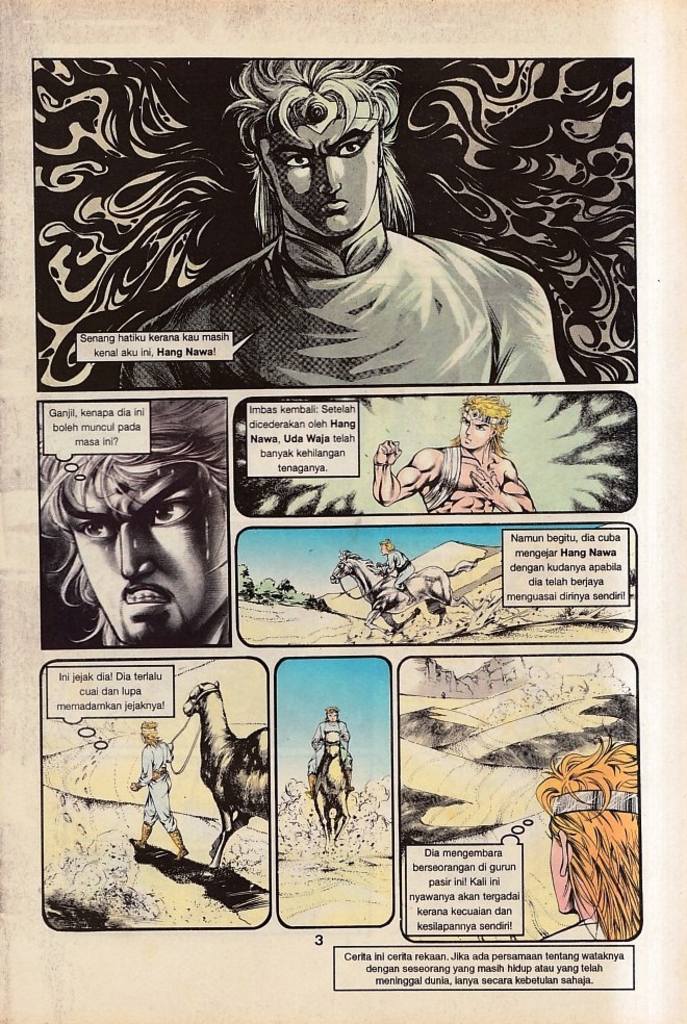 Senang hatiku kerana kau masih
kenal aku ini, Hang Nawa!
Ganjil, kenapa dia ini
boleh muncul pada
masa ini?
Imbas kembali: Setelah
dicederakan oleh Hang
Nawa, Uda Waja telah
banyak kehilangan
tenaganya.
Namun begitu, dia cuba
mengejar Hang Nawa
dengan kudanya apabila
dia telah berjaya
menguasai dirinya sendiri!
Ini jejak dia! Dia terlalu
cuai dan lupa
memadamkan jejaknya!
Dia mengembara
berseorangan di gurun
pasir ini! Kali ini
nyawanya akan tergadai
kerana kecuaian dan
kesilapannya sendiri!
3
Cerita ini cerita rekaan. Jika ada persamaan tentang wataknya
dengan seseorang yang masih hidup atau yang telah
meninggal dunia, ianya secara kebetulan sahaja.